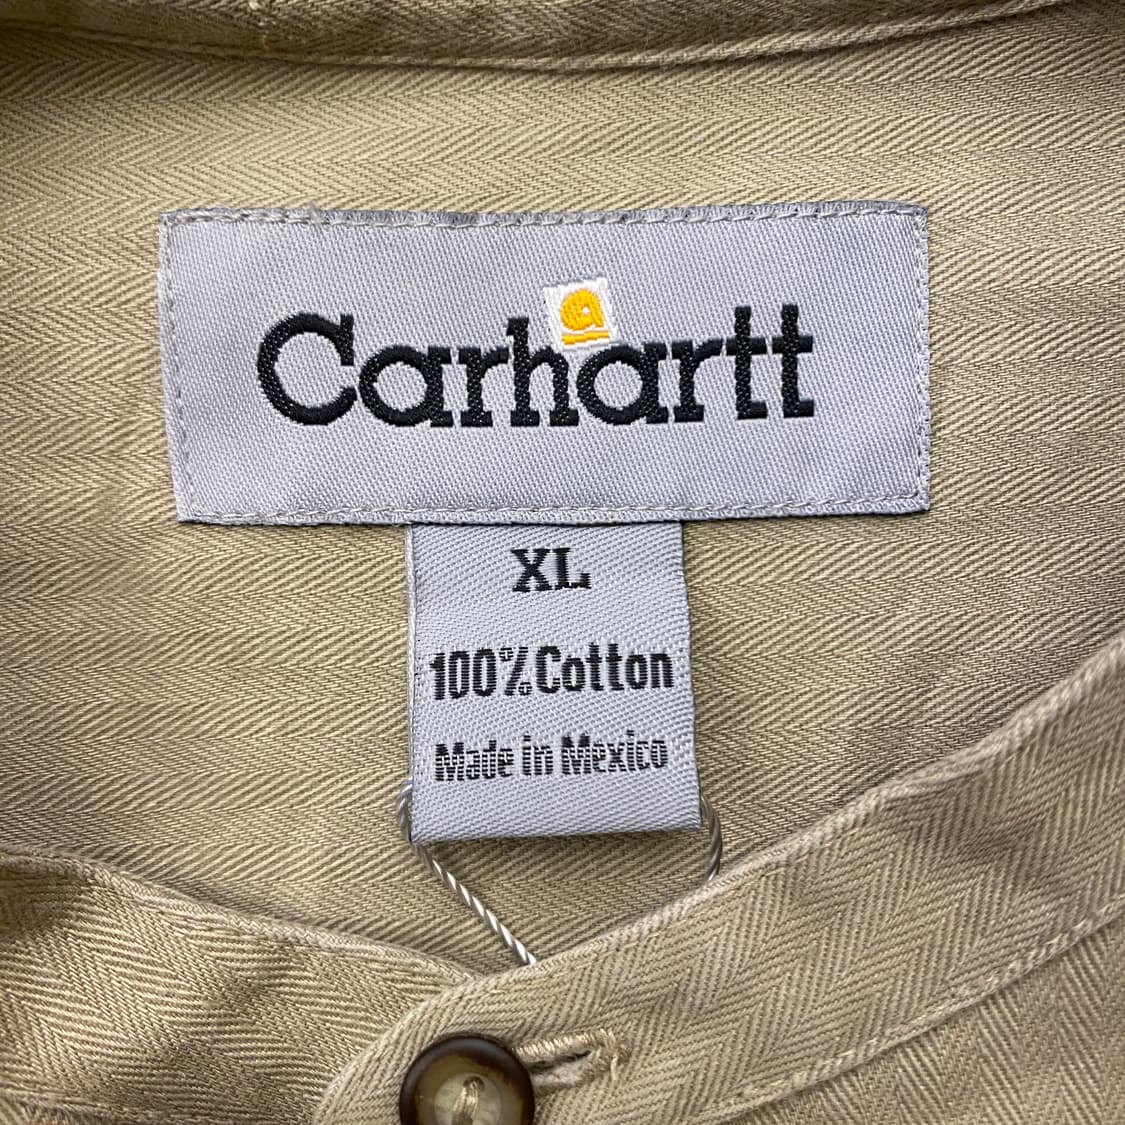 Carhartt
XL
100% Cotton
Made in Mexico